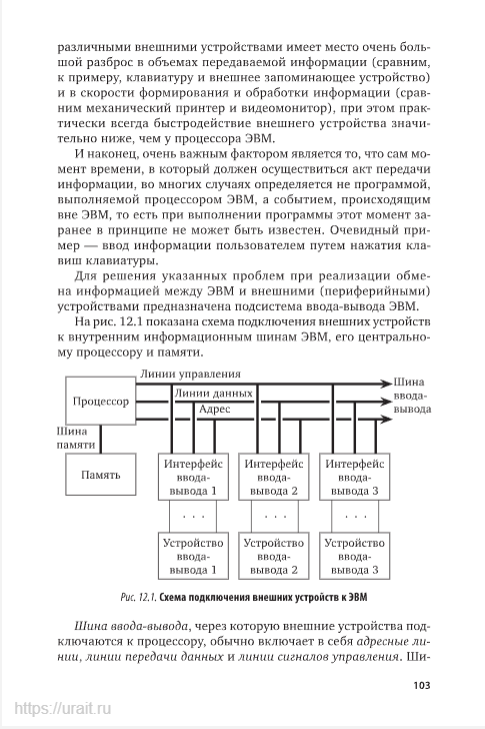 различными внешними устройствами имеет место очень боль-
шой разброс в объемах передаваемой информации (сравним,
к примеру, клавиатуру и внешнее запоминающее устройство)
и в скорости формирования и обработки информации (срав-
ним механический принтер и видеомонитор), при этом прак-
тически всегда быстродействие внешнего устройства значи-
тельно ниже, чем у процессора ЭВМ.
И наконец, очень важным фактором является то, что сам мо-
мент времени, в который должен осуществиться акт передачи
информации, во многих случаях определяется не программой,
выполняемой процессором ЭВМ, а событием, происходящим
вне ЭВМ, то есть при выполнении программы этот момент за-
ранее в принципе не может быть известен. Очевидный при-
мер — ввод информации пользователем путем нажатия кла-
виш клавиатуры.
Для решения указанных проблем при реализации обме-
на информацией между ЭВМ и внешними (периферийными)
устройствами предназначена подсистема ввода-вывода ЭВМ.
На рис. 12.1 показана схема подключения внешних устройств
к внутренним информационным шинам ЭВМ, его центрально-
му процессору и памяти.
Линии управления
Линии данных
Адрес
Шина
ввода-
вывода
Процессор
Шина
памяти
Память
Интерфейс
ввода-
вывода 1
Интерфейс
ввода-
вывода 2
Интерфейс
ввода-
вывода 3
. . .
. . .
. . .
Устройство
ввода-
вывода 1
Устройство
ввода-
вывода 2
Устройство
ввода-
вывода 3
Рис. 12.1. Схема подключения внешних устройств к ЭВМ
Шина ввода-вывода, через которую внешние устройства под-
ключаются к процессору, обычно включает в себя адресные ли-
нии, линии передачи данных и линии сигналов управления. Ши-
103
https://urait.ru